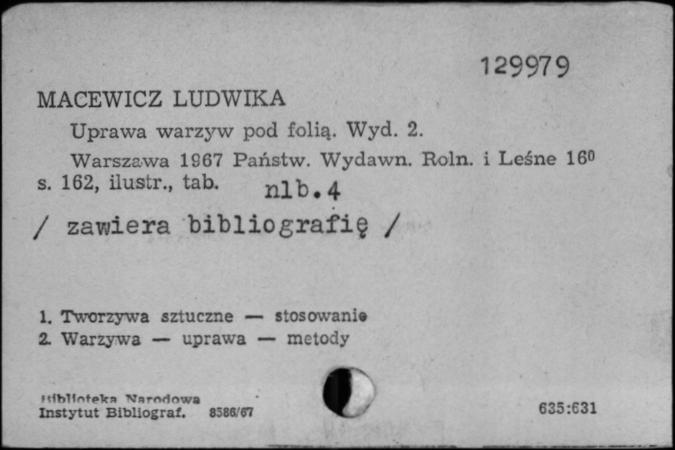 129979
MACEWICZ LUDWIKA
Uprawa warzyw pod folią. Wyd. 2.
Warszawa 1967 Państw. Wydawn. Roln. i Leśne 16⁰
s. 162, ilustr., tab. nlb.4
/ zawiera bibliografię /
1. Tworzywa sztuczne — stosowanie
2. Warzywa — uprawa — metody
Biblioteka Narodowa
Instytut Bibliograf. 8586/67
635:631